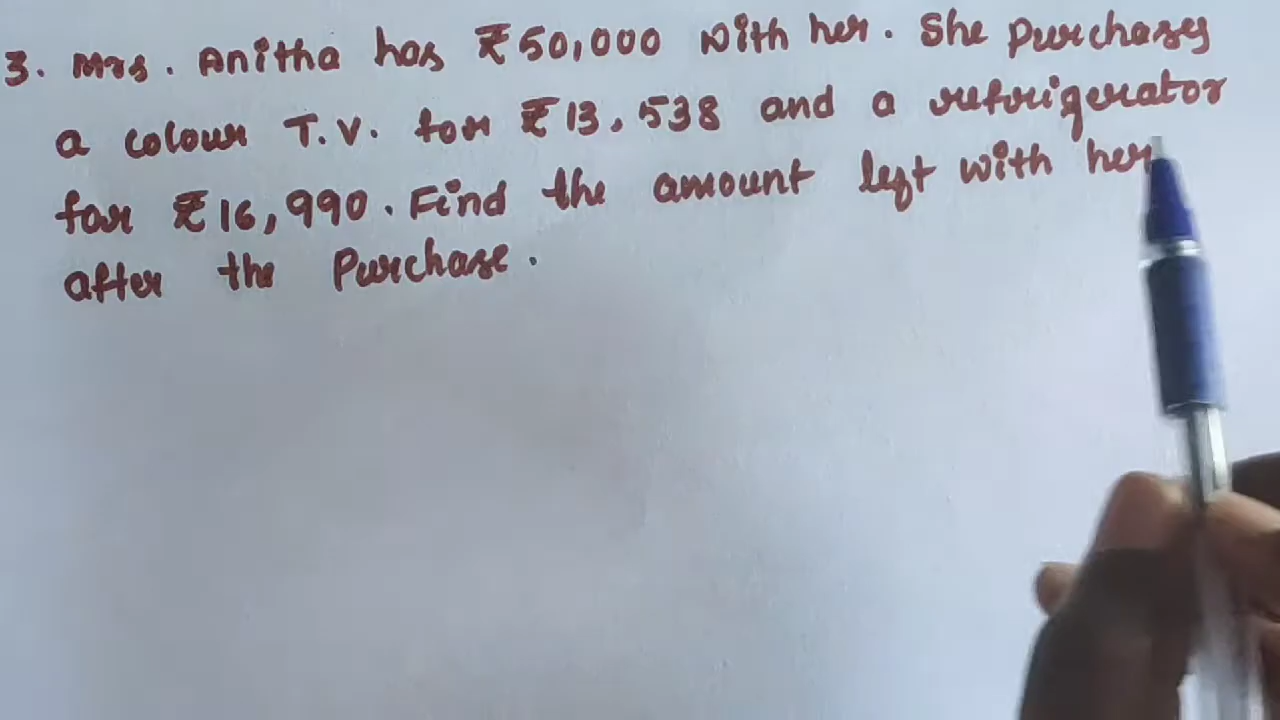 3. Mrs. Anitha has ₹50,000 with her. She purchases
a colour T.V. for ₹13,538 and a refrigerator
for ₹16,990. Find the amount left with her
after the Purchase.